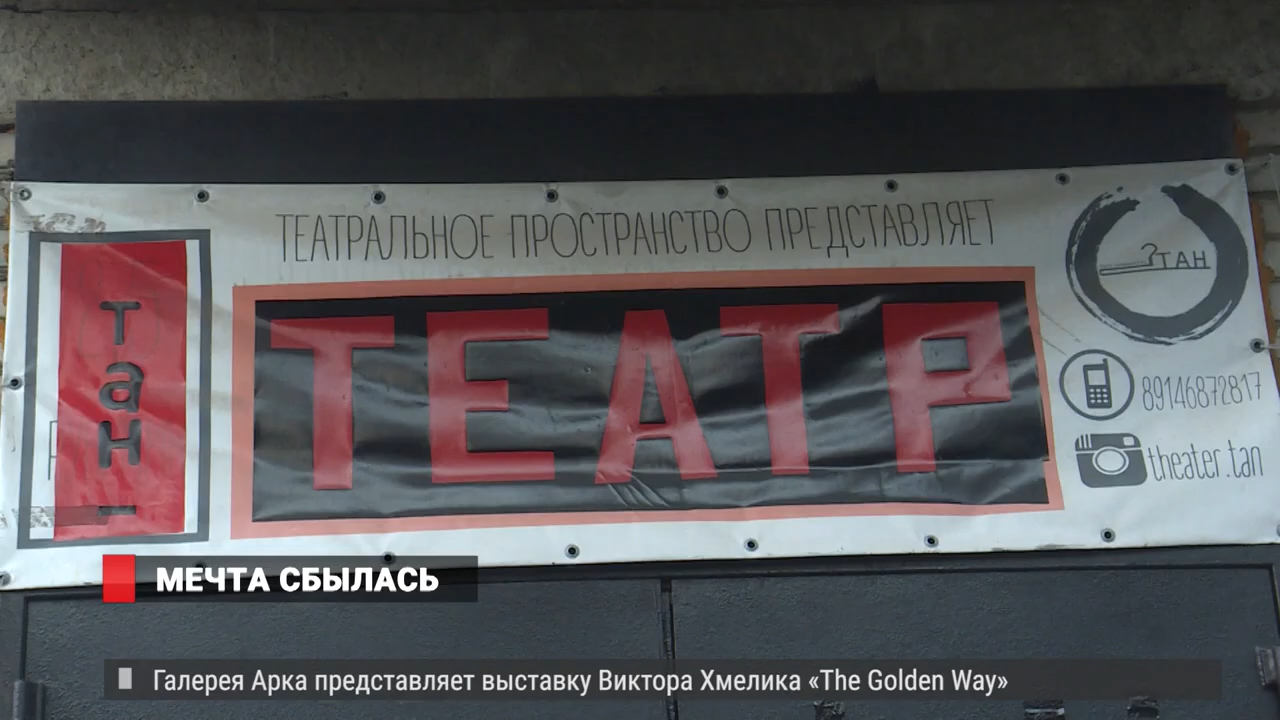 ТЕАТРАЛЬНОЕ ПРОСТРАНСТВО ПРЕДСТАВЛЯЕТ
Тан
ТЕАТР
ТАН
89146872817
theater.tan
МЕЧТА СБЫЛАСЬ
Галерея Арка представляет выставку Виктора Хмелика «The Golden Way»